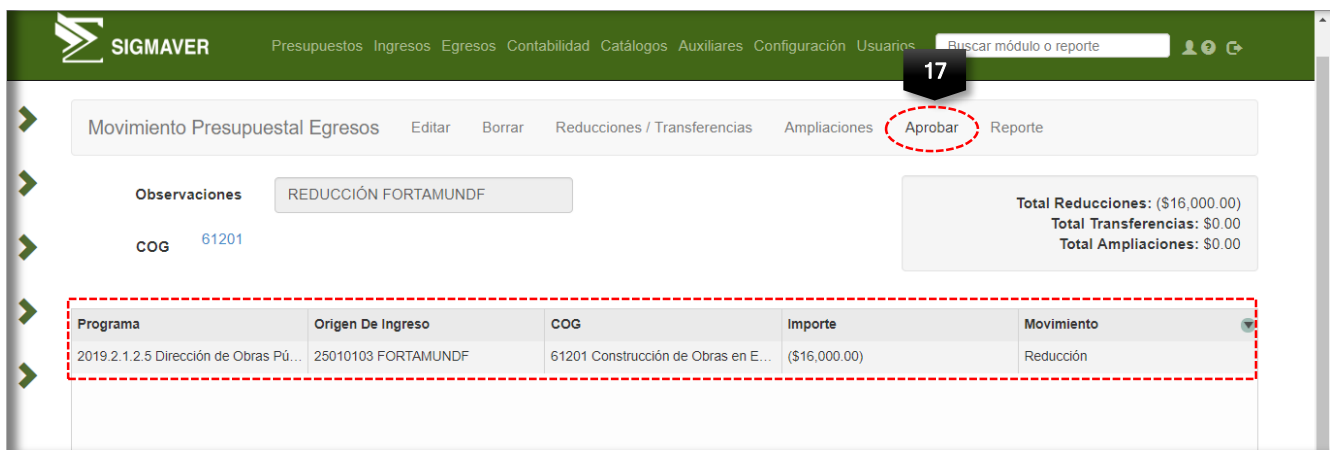 SIGMAVER
Presupuestos Ingresos Egresos Contabilidad Catálogos Auxiliares Configuración Usuarios
Buscar módulo o reporte
17
Movimiento Presupuestal Egresos Editar Borrar Reducciones / Transferencias Ampliaciones Aprobar Reporte
Observaciones REDUCCIÓN FORTAMUNDF
Total Reducciones: ($16,000.00)
Total Transferencias: $0.00
Total Ampliaciones: $0.00
COG 61201
Programa Origen De Ingreso COG Importe Movimiento
2019.2.1.2.5 Dirección de Obras Pú... 25010103 FORTAMUNDF 61201 Construcción de Obras en E... ($16,000.00) Reducción